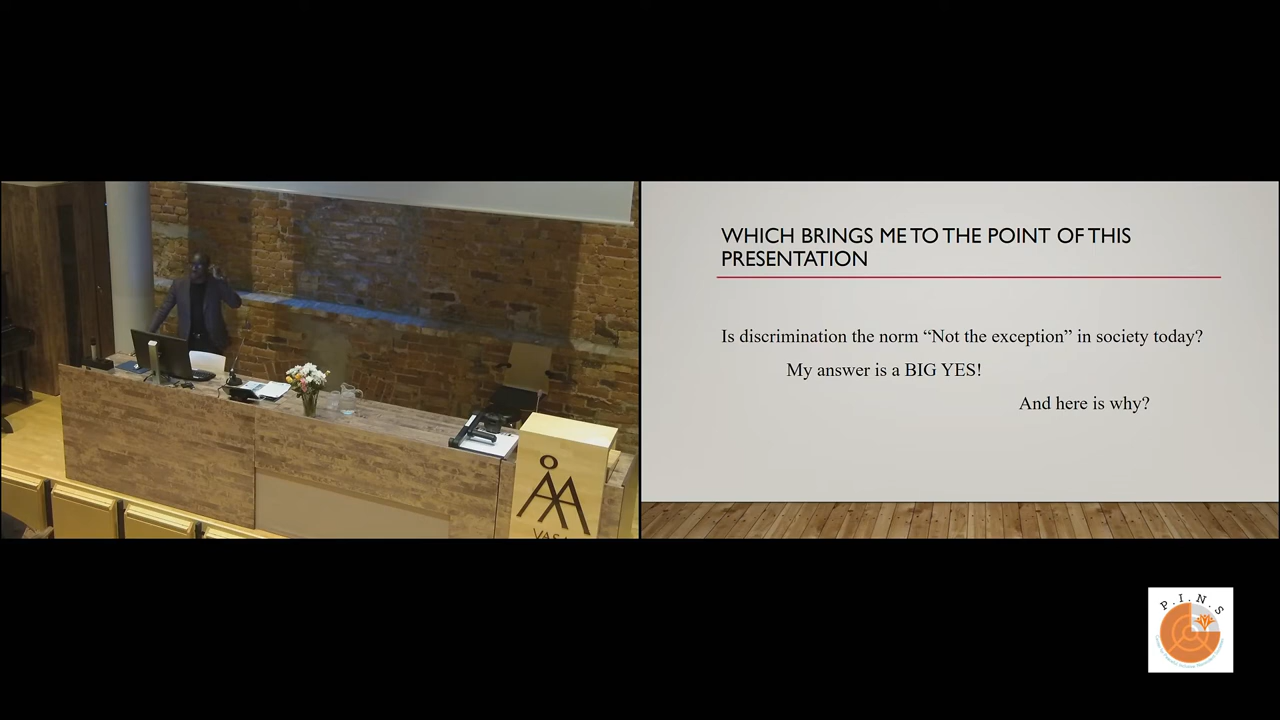 WHICH BRINGS ME TO THE POINT OF THIS
PRESENTATION
Is discrimination the norm “Not the exception” in society today?
My answer is a BIG YES!
And here is why?
P.I.N.S